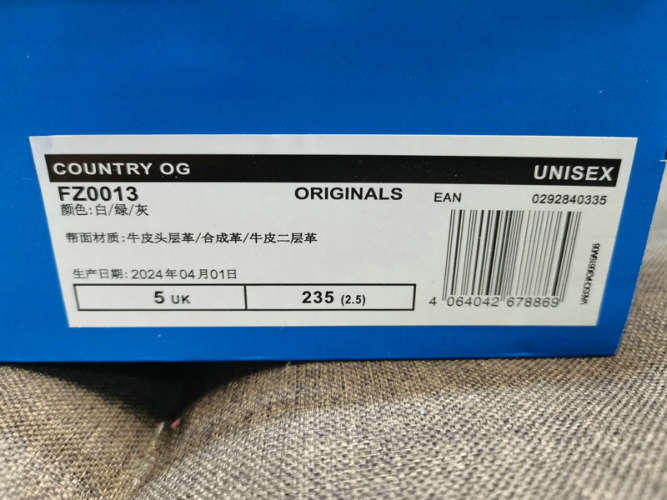 COUNTRY OG UNISEX
FZ0013 ORIGINALS EAN 0292840335
颜色:白/绿/灰
帮面材质:牛皮头层革/合成革/牛皮二层革
生产日期:2024年04月01日
5 UK 235 (2.5)
4 064042 678869